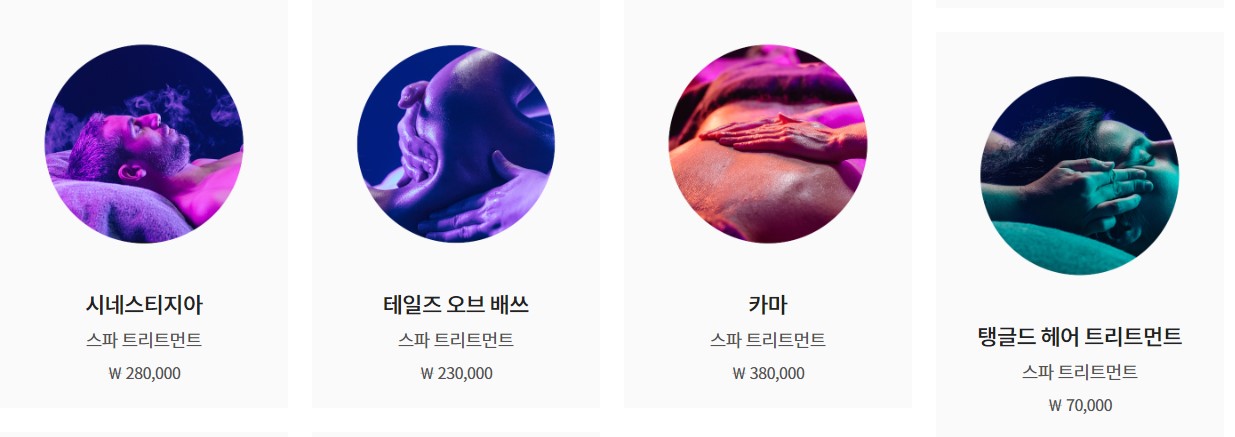 시네스티지아
스파 트리트먼트
₩ 280,000
테일즈 오브 배쓰
스파 트리트먼트
₩ 230,000
카마
스파 트리트먼트
₩ 380,000
탱글드 헤어 트리트먼트
스파 트리트먼트
₩ 70,000